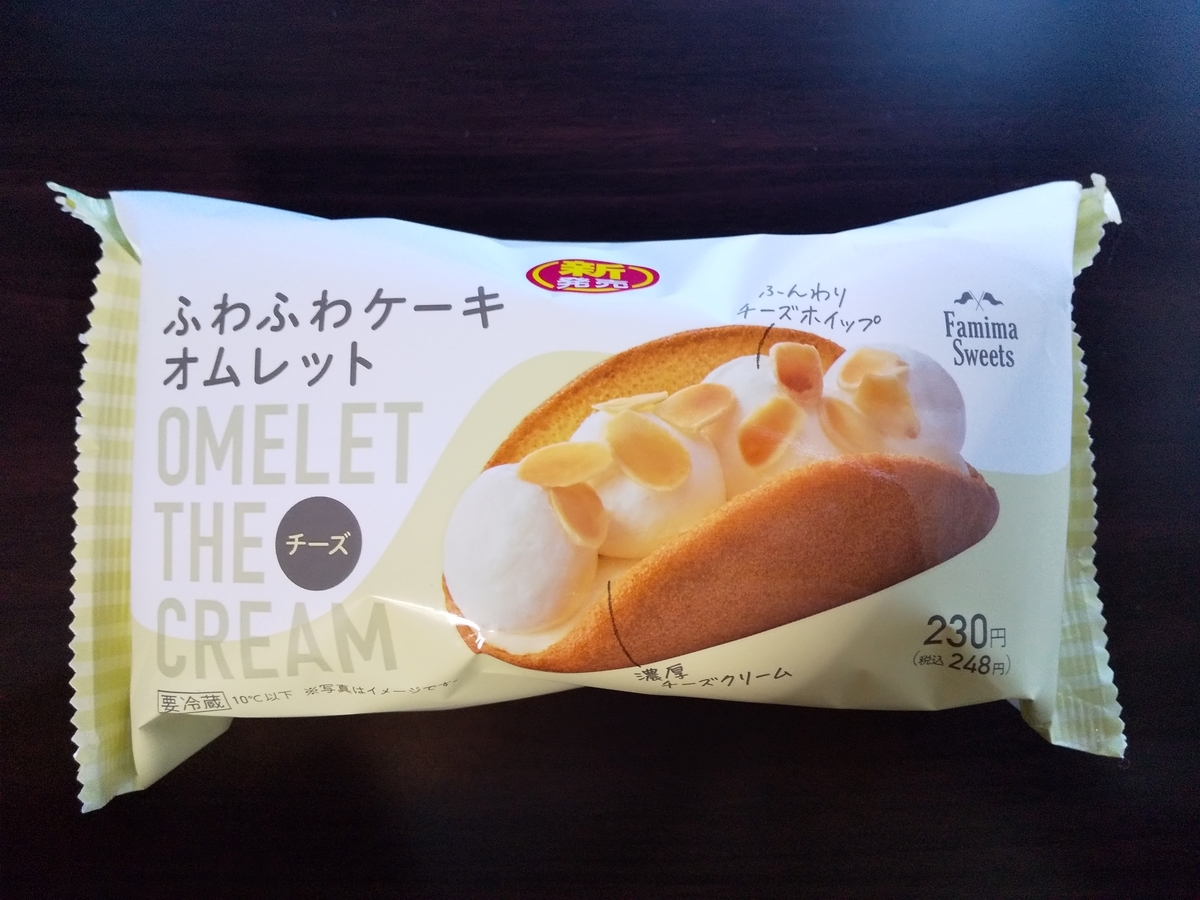 新
発売
ふわふわケーキ
オムレット
OMELET
THE
CREAM
チーズ
ふんわり
チーズホイップ
Famima
Sweets
濃厚
チーズクリーム
230円
(税込248円)
要冷蔵 10℃以下 ※写真はイメージです